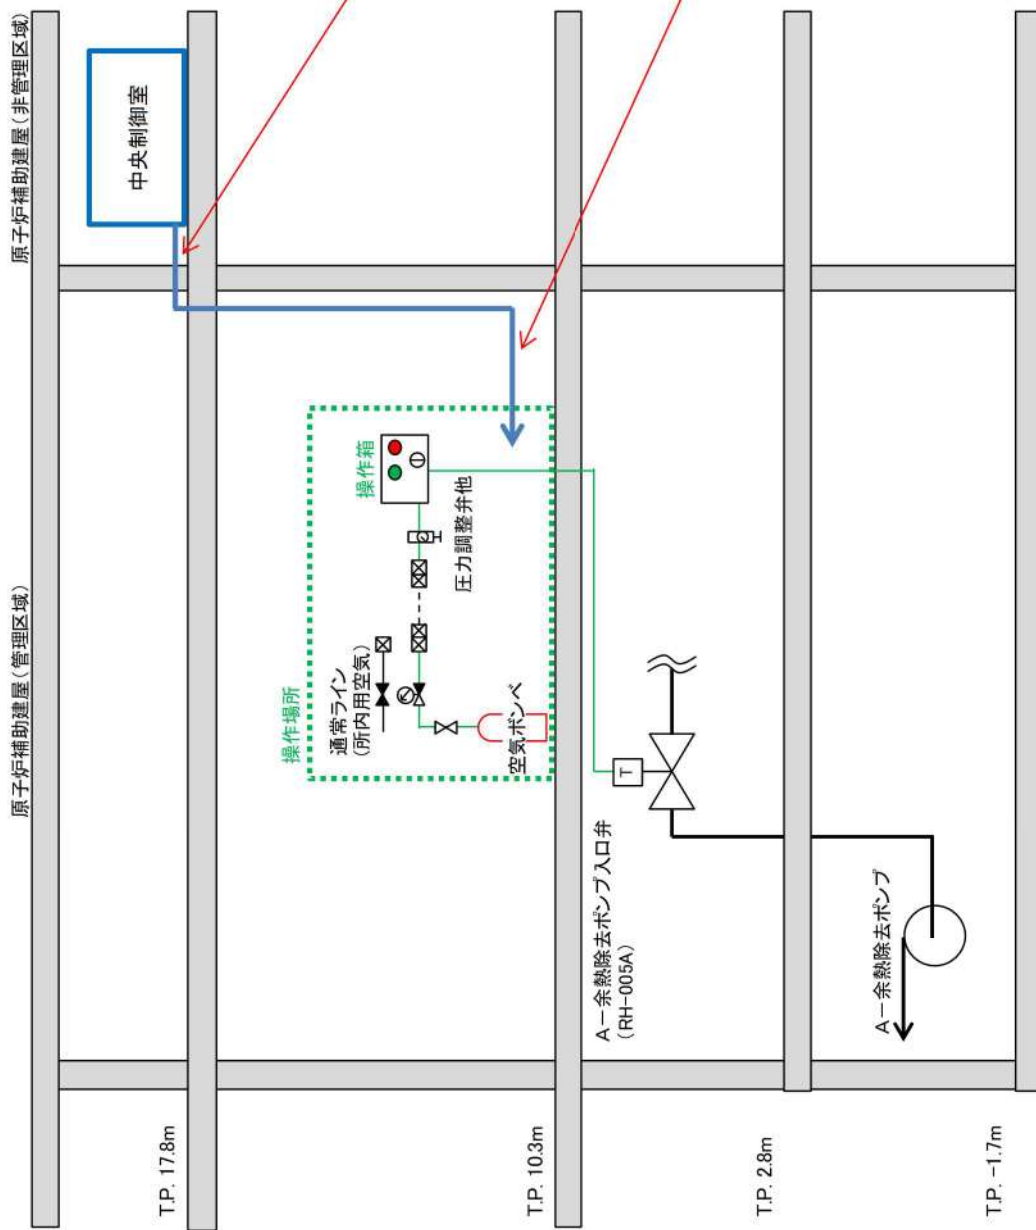 原子炉補助建屋(管理区域)
原子炉補助建屋(非管理区域)
中央制御室
T.P. 17.8m
操作場所
操作箱
通常ライン
(所内用空気)
圧力調整弁他
空気ボンベ
T.P. 10.3m
A-余熱除去ポンプ入口弁
(RH-005A)
T
T.P. 2.8m
A-余熱除去ポンプ
T.P. -1.7m